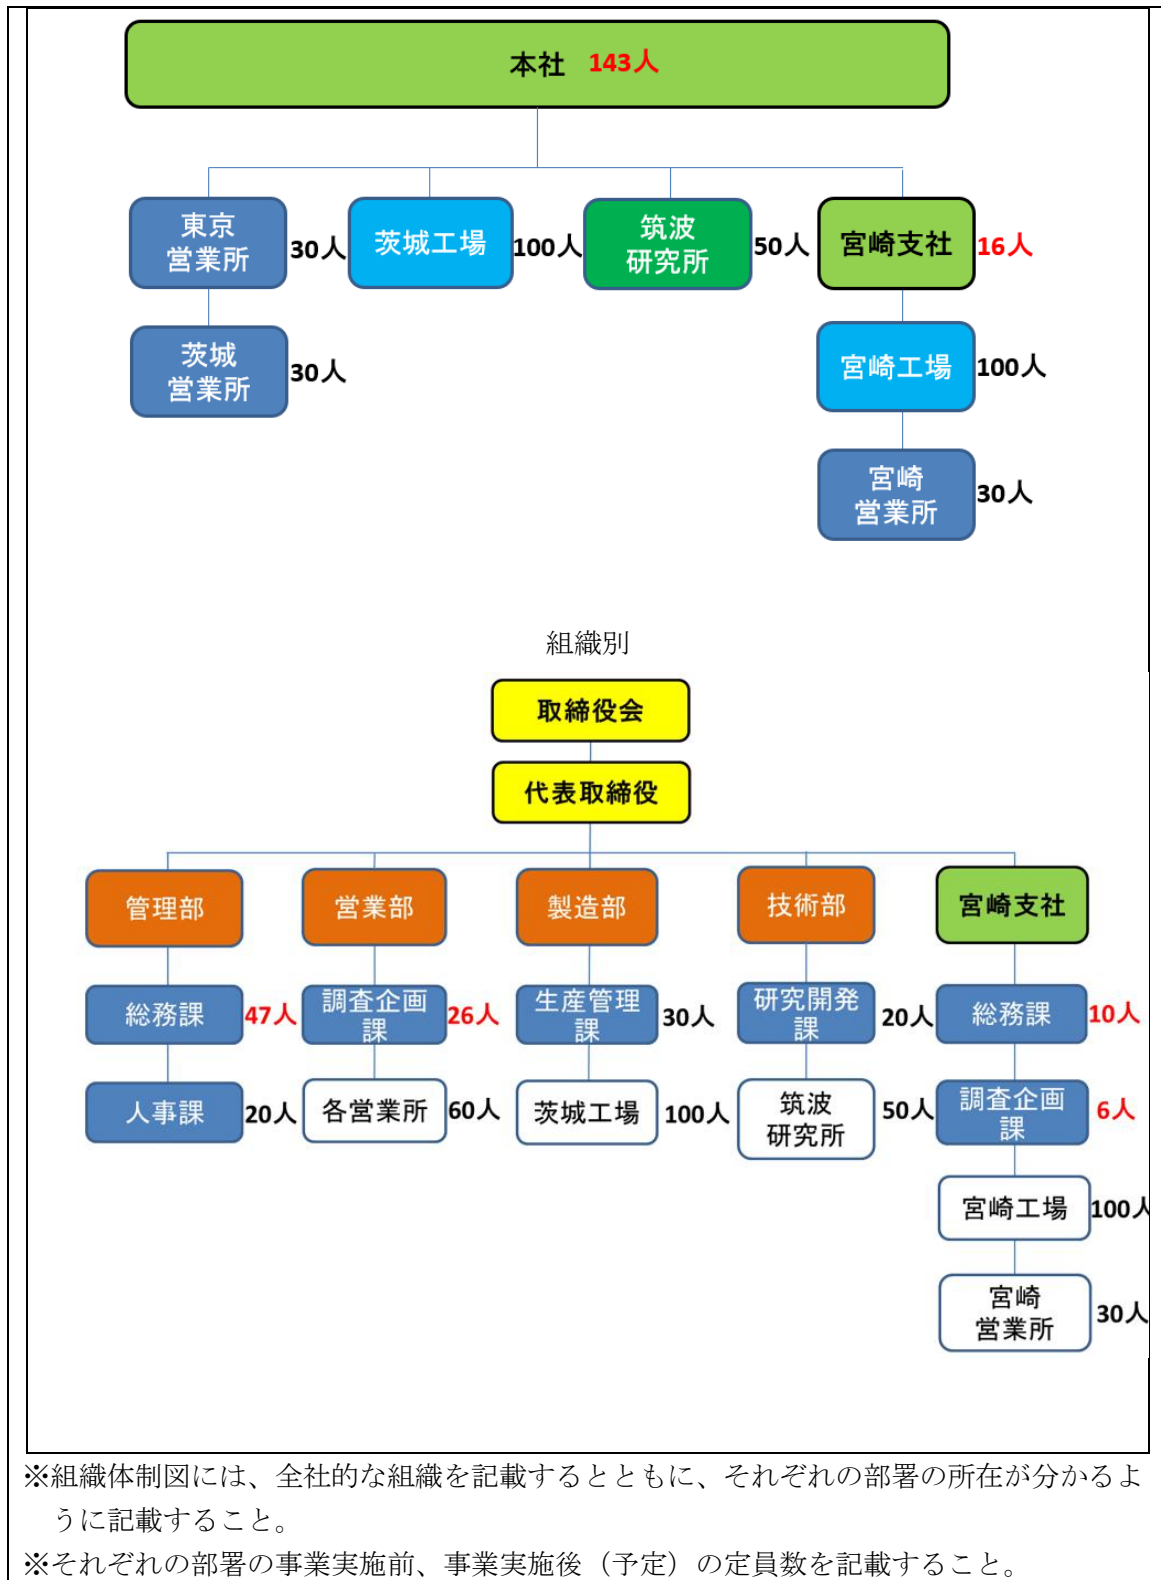 本社 143人
東京
営業所
30人
茨城工場
100人
筑波
研究所
50人
宮崎支社
16人
茨城
営業所
30人
宮崎工場
100人
宮崎
営業所
30人
組織別
取締役会
代表取締役
管理部
営業部
製造部
技術部
宮崎支社
総務課
47人
調査企画
課
26人
生産管理
課
30人
研究開発
課
20人
総務課
10人
人事課
20人
各営業所
60人
茨城工場
100人
筑波
研究所
50人
調査企画
課
6人
宮崎工場
100人
宮崎
営業所
30人
※組織体制図には、全社的な組織を記載するとともに、それぞれの部署の所在が分かるよ
うに記載すること。
※それぞれの部署の事業実施前、事業実施後（予定）の定員数を記載すること。